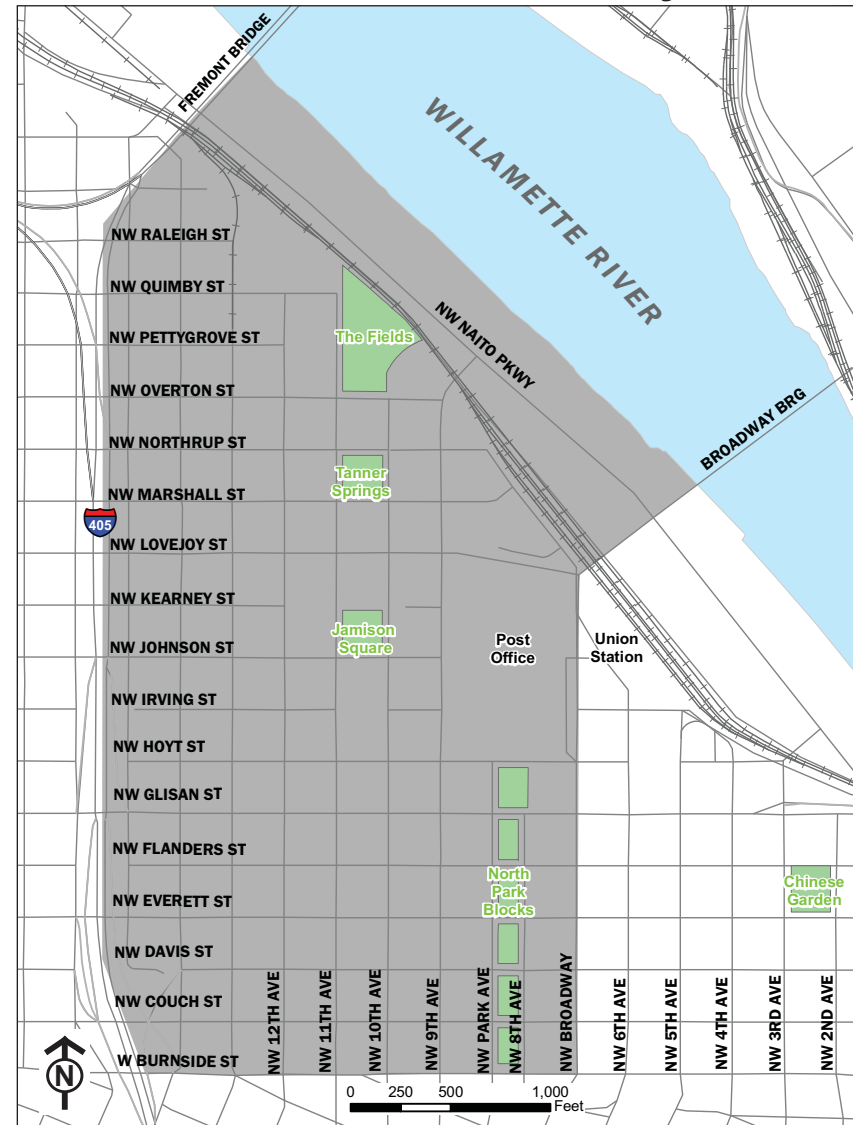 FREMONT BRIDGE
WILLAMETTE RIVER
NW RALEIGH ST
NW QUIMBY ST
NW NAITO PKWY
NW PETTYGROVE ST
The Fields
NW OVERTON ST
BROADWAY BRG
NW NORTHRUP ST
Tanner
Springs
NW MARSHALL ST
405
NW LOVEJOY ST
NW KEARNEY ST
Jamison
Square
NW JOHNSON ST
Post
Office
Union
Station
NW IRVING ST
NW HOYT ST
NW GLISAN ST
NW FLANDERS ST
North
Park
Blocks
Chinese
Garden
NW EVERETT ST
NW DAVIS ST
NW COUCH ST
W BURNSIDE ST
NW 12TH AVE
NW 11TH AVE
NW 10TH AVE
NW 9TH AVE
NW PARK AVE
NW 8TH AVE
NW BROADWAY
NW 6TH AVE
NW 5TH AVE
NW 4TH AVE
NW 3RD AVE
NW 2ND AVE
N
0 250 500 1,000
Feet